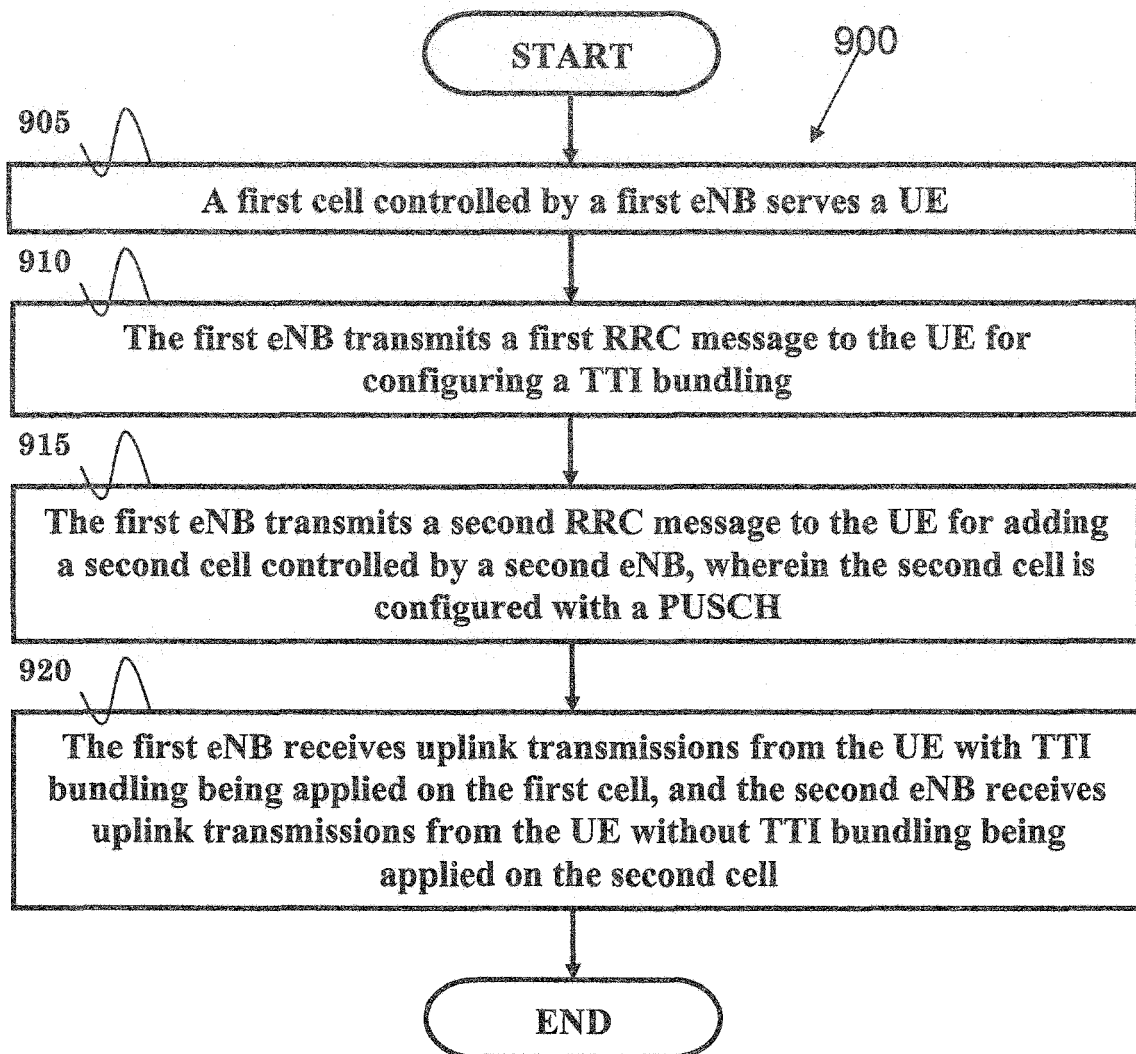 START
900
905
A first cell controlled by a first eNB serves a UE
910
The first eNB transmits a first RRC message to the UE for
configuring a TTI bundling
915
The first eNB transmits a second RRC message to the UE for adding
a second cell controlled by a second eNB, wherein the second cell is
configured with a PUSCH
920
The first eNB receives uplink transmissions from the UE with TTI
bundling being applied on the first cell, and the second eNB receives
uplink transmissions from the UE without TTI bundling being
applied on the second cell
END